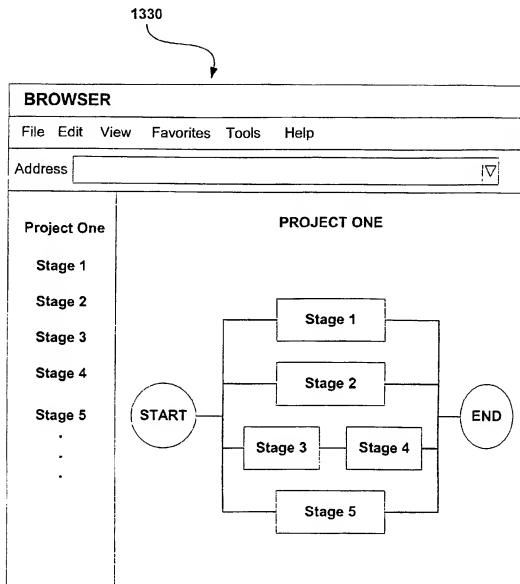 1330
BROWSER
File Edit View Favorites Tools Help
Address
Project One
Stage 1
Stage 2
Stage 3
Stage 4
Stage 5
PROJECT ONE
START
Stage 1
Stage 2
Stage 3 Stage 4
Stage 5
END